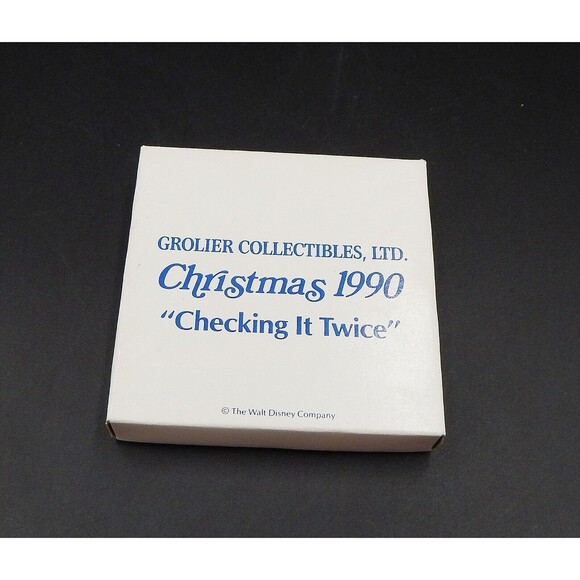 GROLIER COLLECTIBLES, LTD.
Christmas 1990
"Checking It Twice"
© The Walt Disney Company